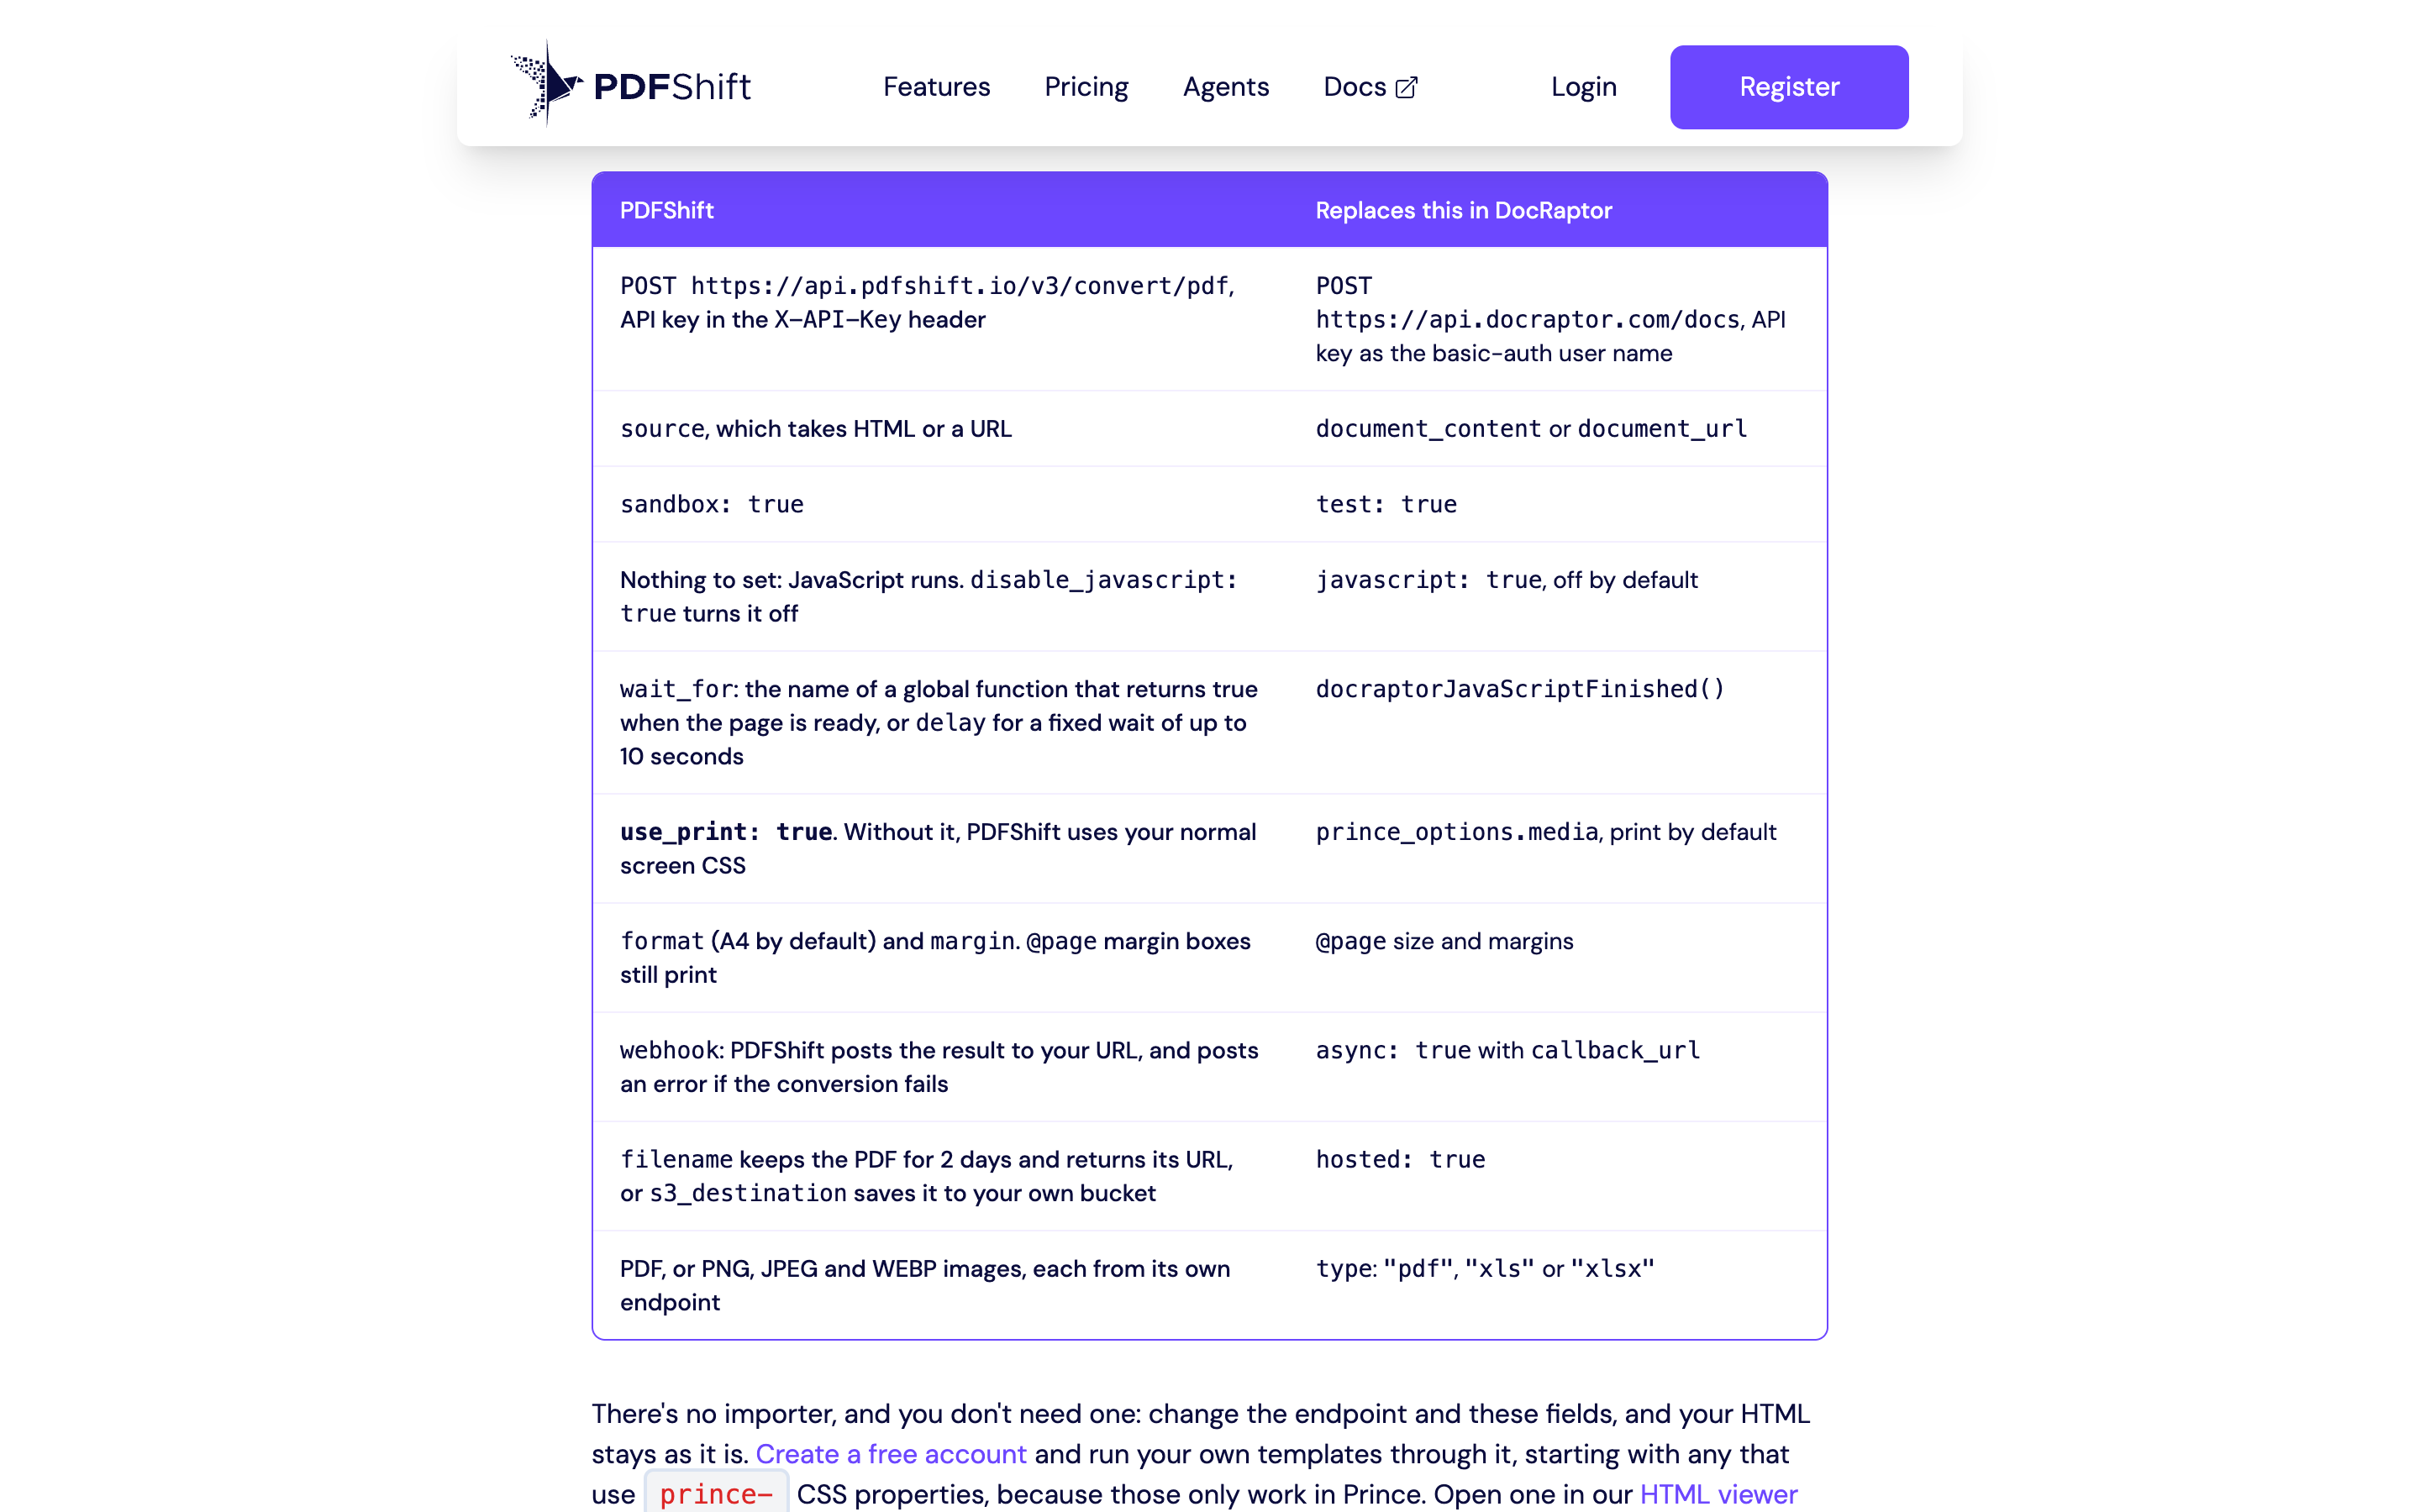 PDFShift
Features
Pricing
Agents
Docs
Login
Register
PDFShift
Replaces this in DocRaptor
POST https://api.pdfshift.io/v3/convert/pdf,
API key in the X-API-Key header
POST
https://api.docraptor.com/docs, API
key as the basic-auth user name
source, which takes HTML or a URL
document_content or document_url
sandbox: true
test: true
Nothing to set: JavaScript runs. disable_javascript:
true turns it off
javascript: true, off by default
wait_for: the name of a global function that returns true
when the page is ready, or delay for a fixed wait of up to
10 seconds
docraptorJavaScriptFinished()
use_print: true. Without it, PDFShift uses your normal
screen CSS
prince_options.media, print by default
format (A4 by default) and margin. @page margin boxes
still print
@page size and margins
webhook: PDFShift posts the result to your URL, and posts
an error if the conversion fails
async: true with callback_url
filename keeps the PDF for 2 days and returns its URL,
or s3_destination saves it to your own bucket
hosted: true
PDF, or PNG, JPEG and WEBP images, each from its own
endpoint
type: "pdf", "xls" or "xlsx"
There's no importer, and you don't need one: change the endpoint and these fields, and your HTML
stays as it is. Create a free account and run your own templates through it, starting with any that
use prince- CSS properties, because those only work in Prince. Open one in our HTML viewer